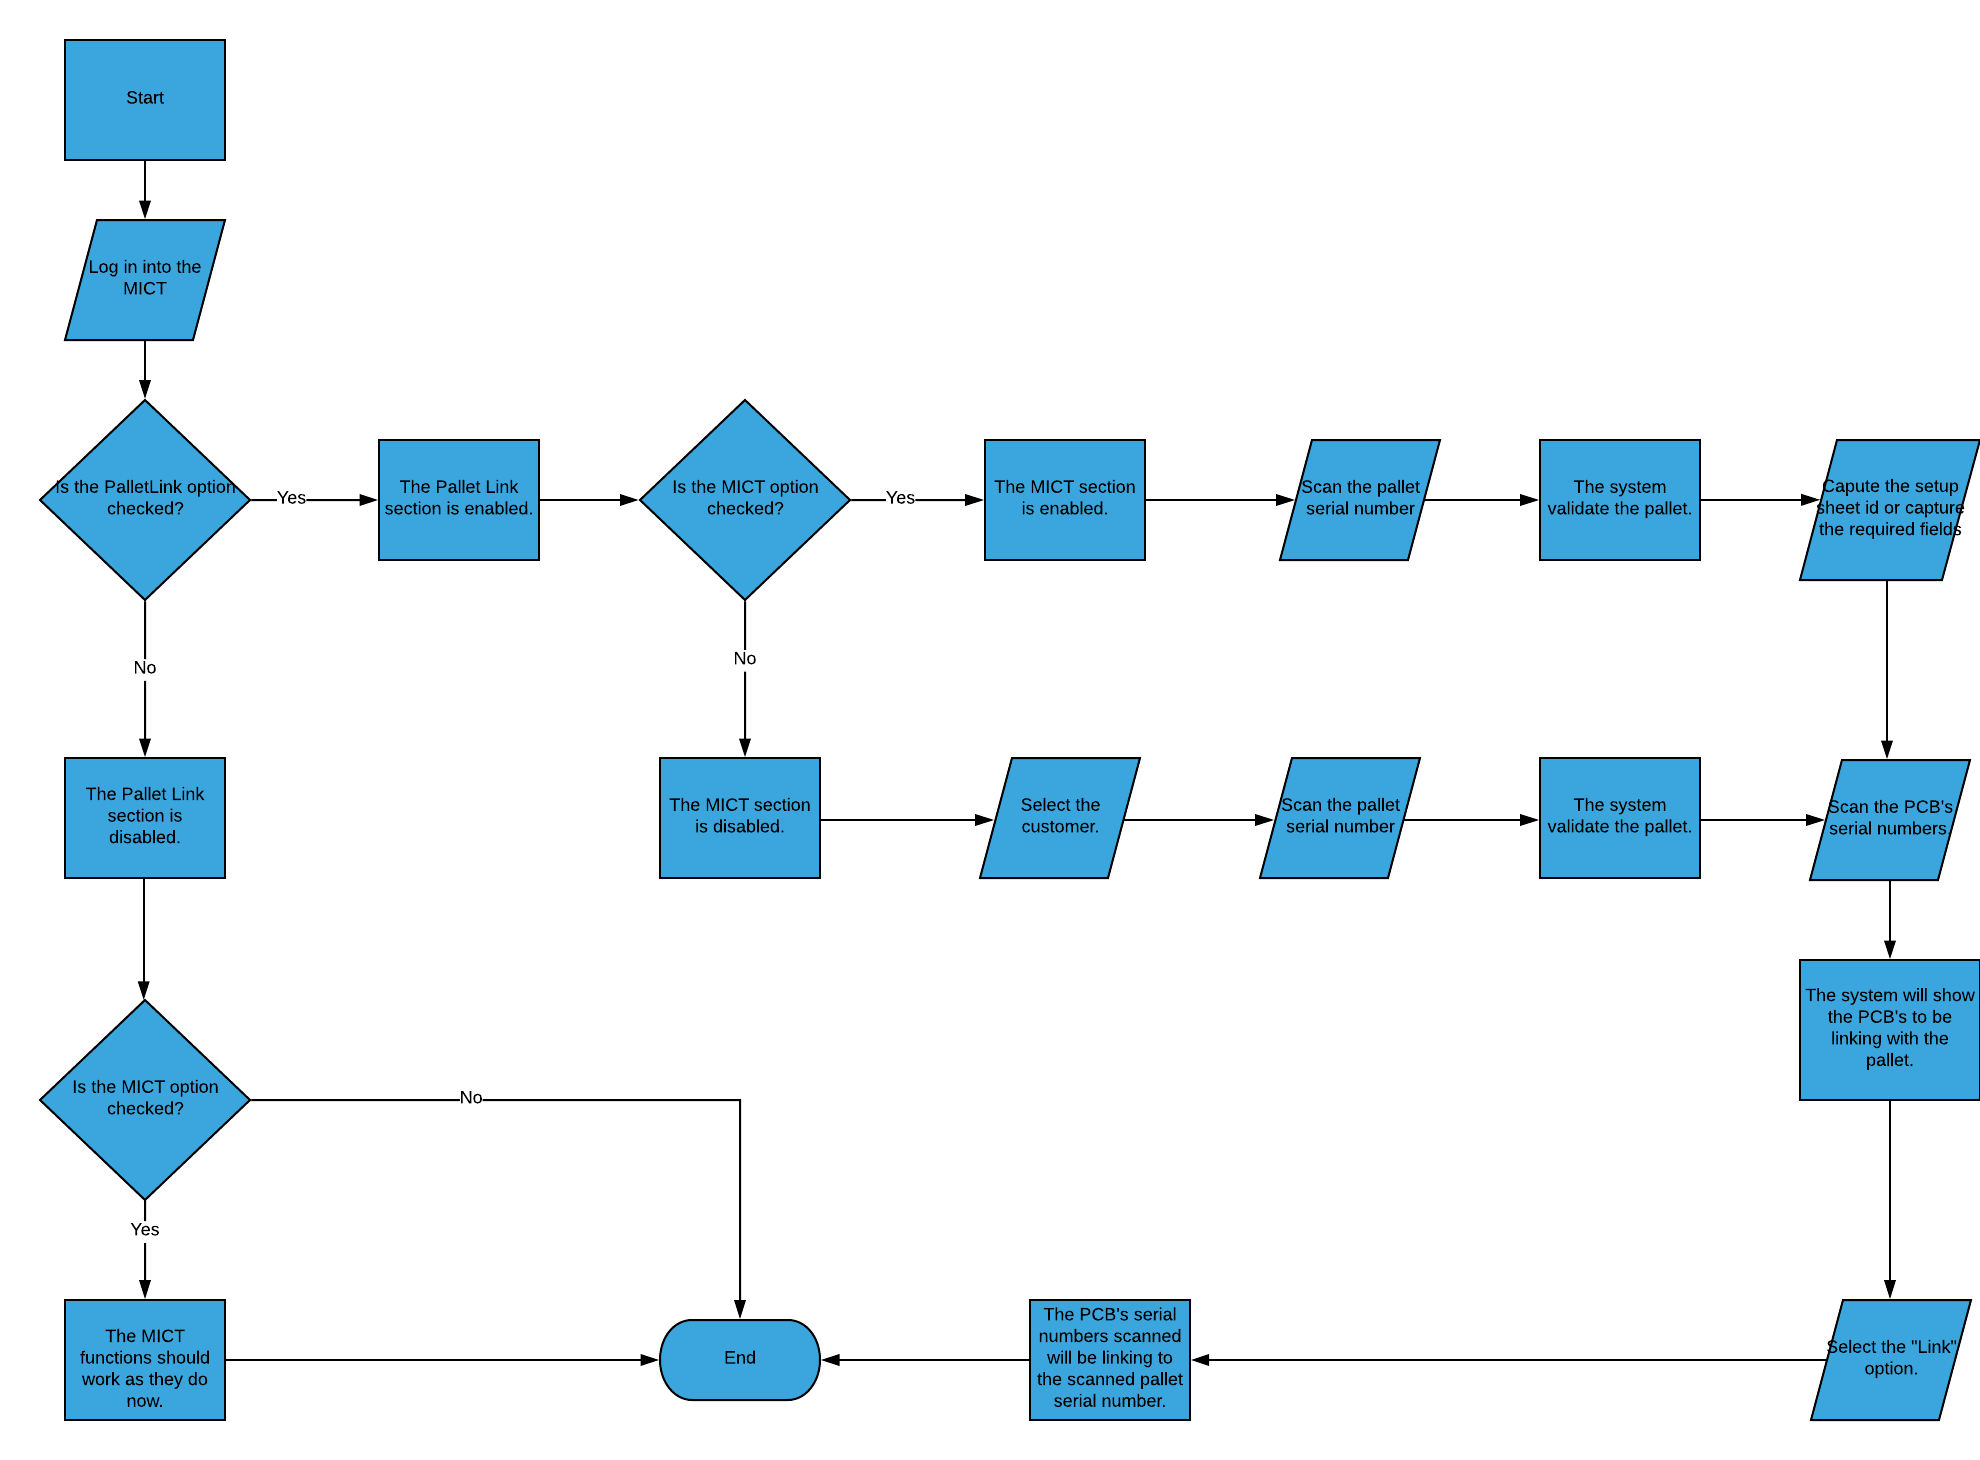 Start
Log in into the
MICT
Is the PalletLink option
checked?
Yes
The Pallet Link
section is enabled.
Is the MICT option
checked?
Yes
The MICT section
is enabled.
Scan the pallet
serial number
The system
validate the pallet.
Capute the setup
sheet id or capture
the required fields
No
No
The Pallet Link
section is
disabled.
The MICT section
is disabled.
Select the
customer.
Scan the pallet
serial number
The system
validate the pallet.
Scan the PCB's
serial numbers.
The system will show
the PCB's to be
linking with the
pallet.
Is the MICT option
checked?
No
Yes
The MICT
functions should
work as they do
now.
End
The PCB's serial
numbers scanned
will be linking to
the scanned pallet
serial number.
Select the "Link"
option.